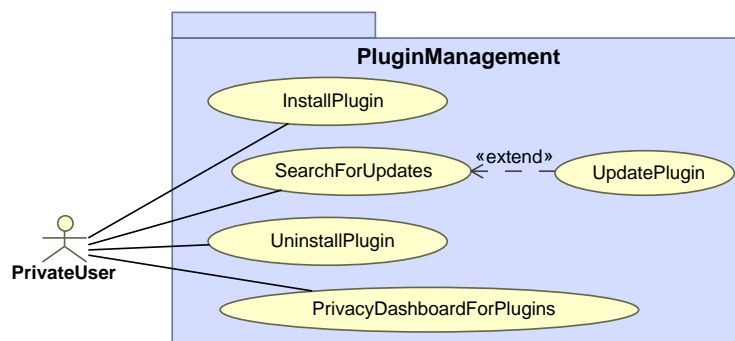 PluginManagement
InstallPlugin
«extend»
SearchForUpdates
UpdatePlugin
UninstallPlugin
PrivateUser
PrivacyDashboardForPlugins